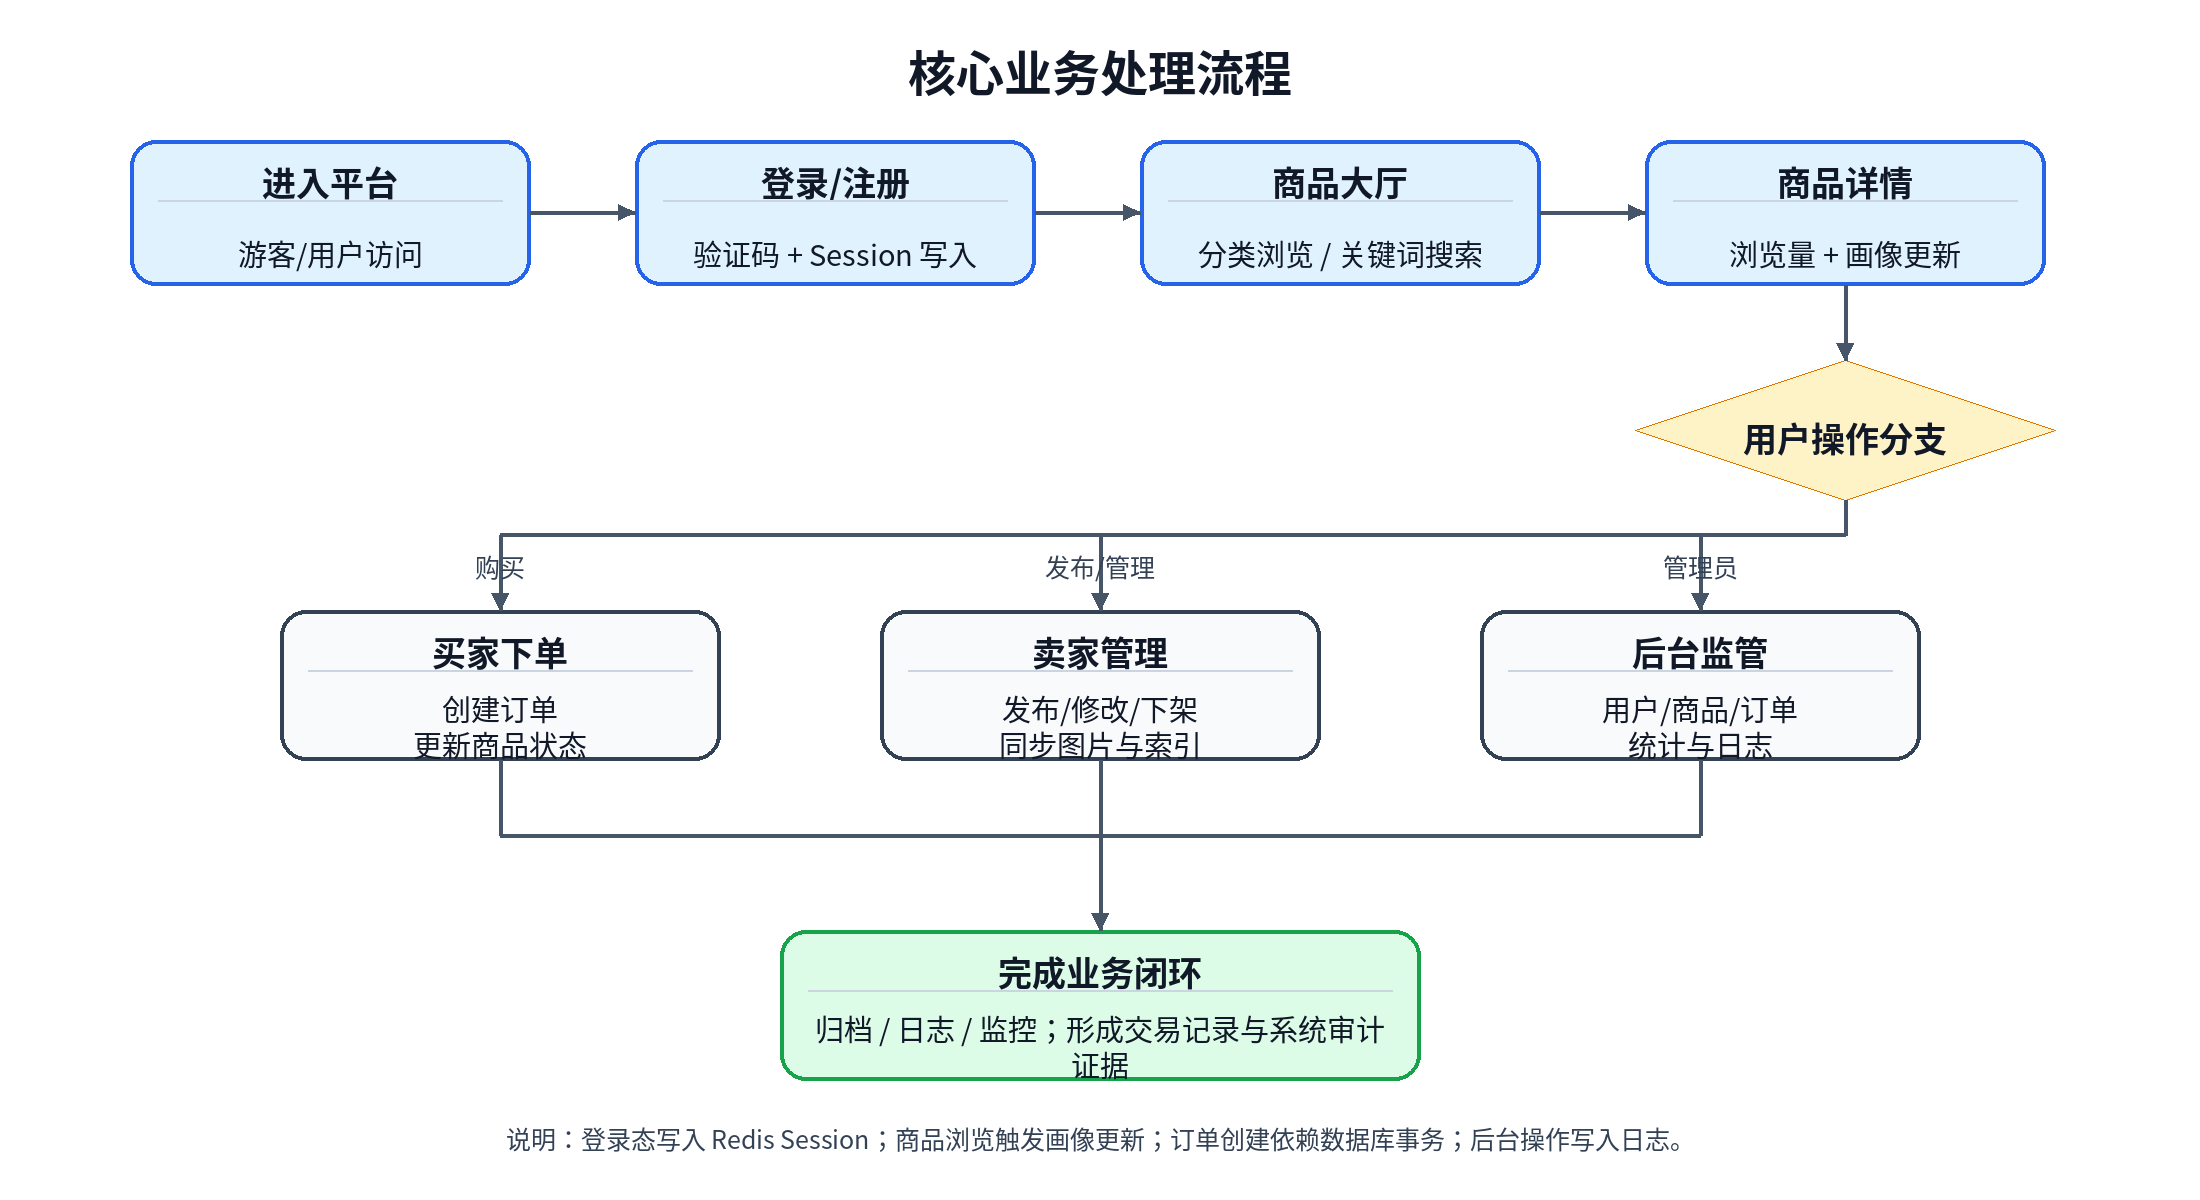 核心业务处理流程
进入平台
游客/用户访问
登录/注册
验证码 + Session 写入
商品大厅
分类浏览 / 关键词搜索
商品详情
浏览量 + 画像更新
用户操作分支
购买
发布/管理
管理员
买家下单
创建订单
更新商品状态
卖家管理
发布/修改/下架
同步图片与索引
后台监管
用户/商品/订单
统计与日志
完成业务闭环
归档 / 日志 / 监控；形成交易记录与系统审计
证据
说明：登录态写入 Redis Session；商品浏览触发画像更新；订单创建依赖数据库事务；后台操作写入日志。